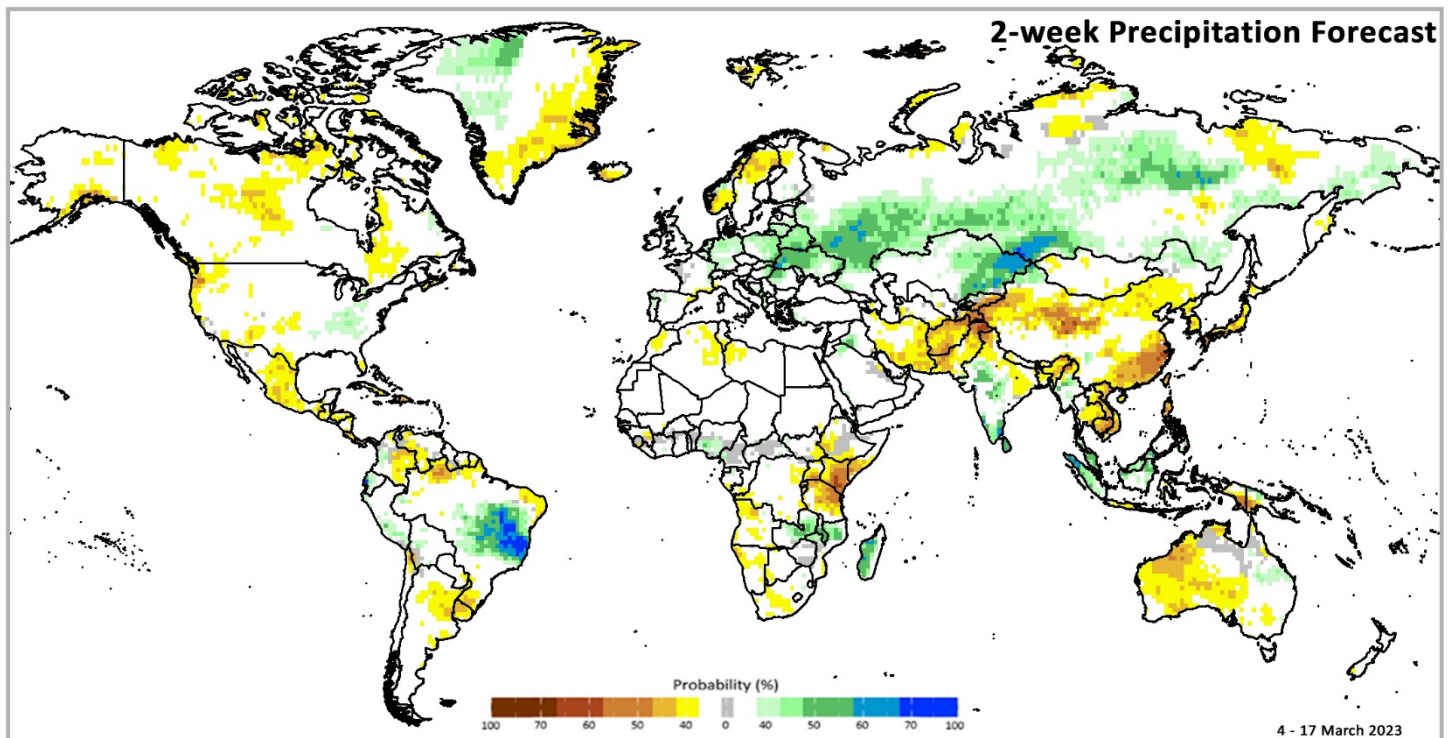 2-week Precipitation Forecast
Probability (%)
100 70 60 50 40 0 40 50 60 70 100
4 - 17 March 2023